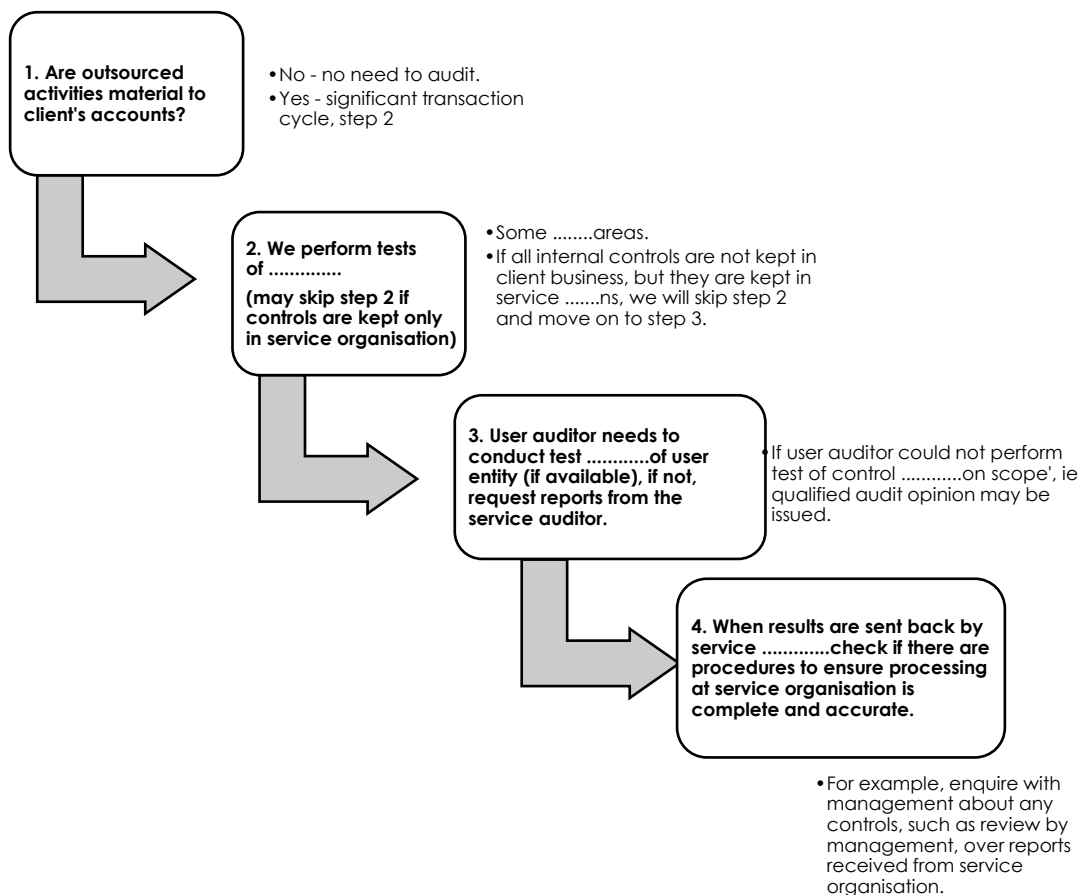 1. Are outsourced
activities material to
client's accounts?
•No - no need to audit.
•Yes - significant transaction
cycle, step 2
2. We perform tests
of ..............
(may skip step 2 if
controls are kept only
in service organisation)
•Some ........areas.
•If all internal controls are not kept in
client business, but they are kept in
service .......ns, we will skip step 2
and move on to step 3.
3. User auditor needs to
conduct test ............of user
entity (if available), if not,
request reports from the
service auditor.
•If user auditor could not perform
test of control ............on scope', ie
qualified audit opinion may be
issued.
4. When results are sent back by
service .............check if there are
procedures to ensure processing
at service organisation is
complete and accurate.
•For example, enquire with
management about any
controls, such as review by
management, over reports
received from service
organisation.